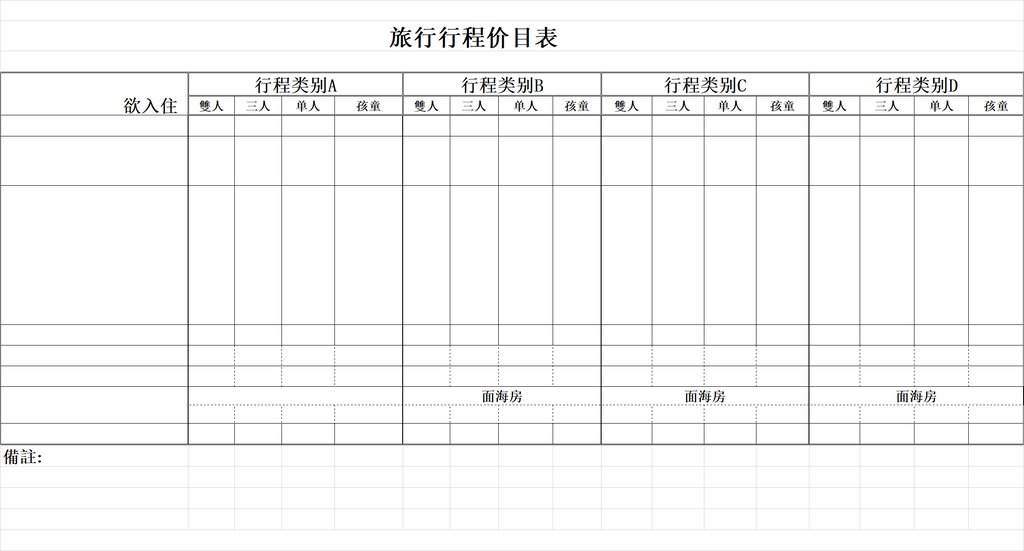 旅行行程价目表
行程类别A 行程类别B 行程类别C 行程类别D
欲入住 雙人 三人 单人 孩童 雙人 三人 单人 孩童 雙人 三人 单人 孩童 雙人 三人 单人 孩童
面海房 面海房 面海房
備註: